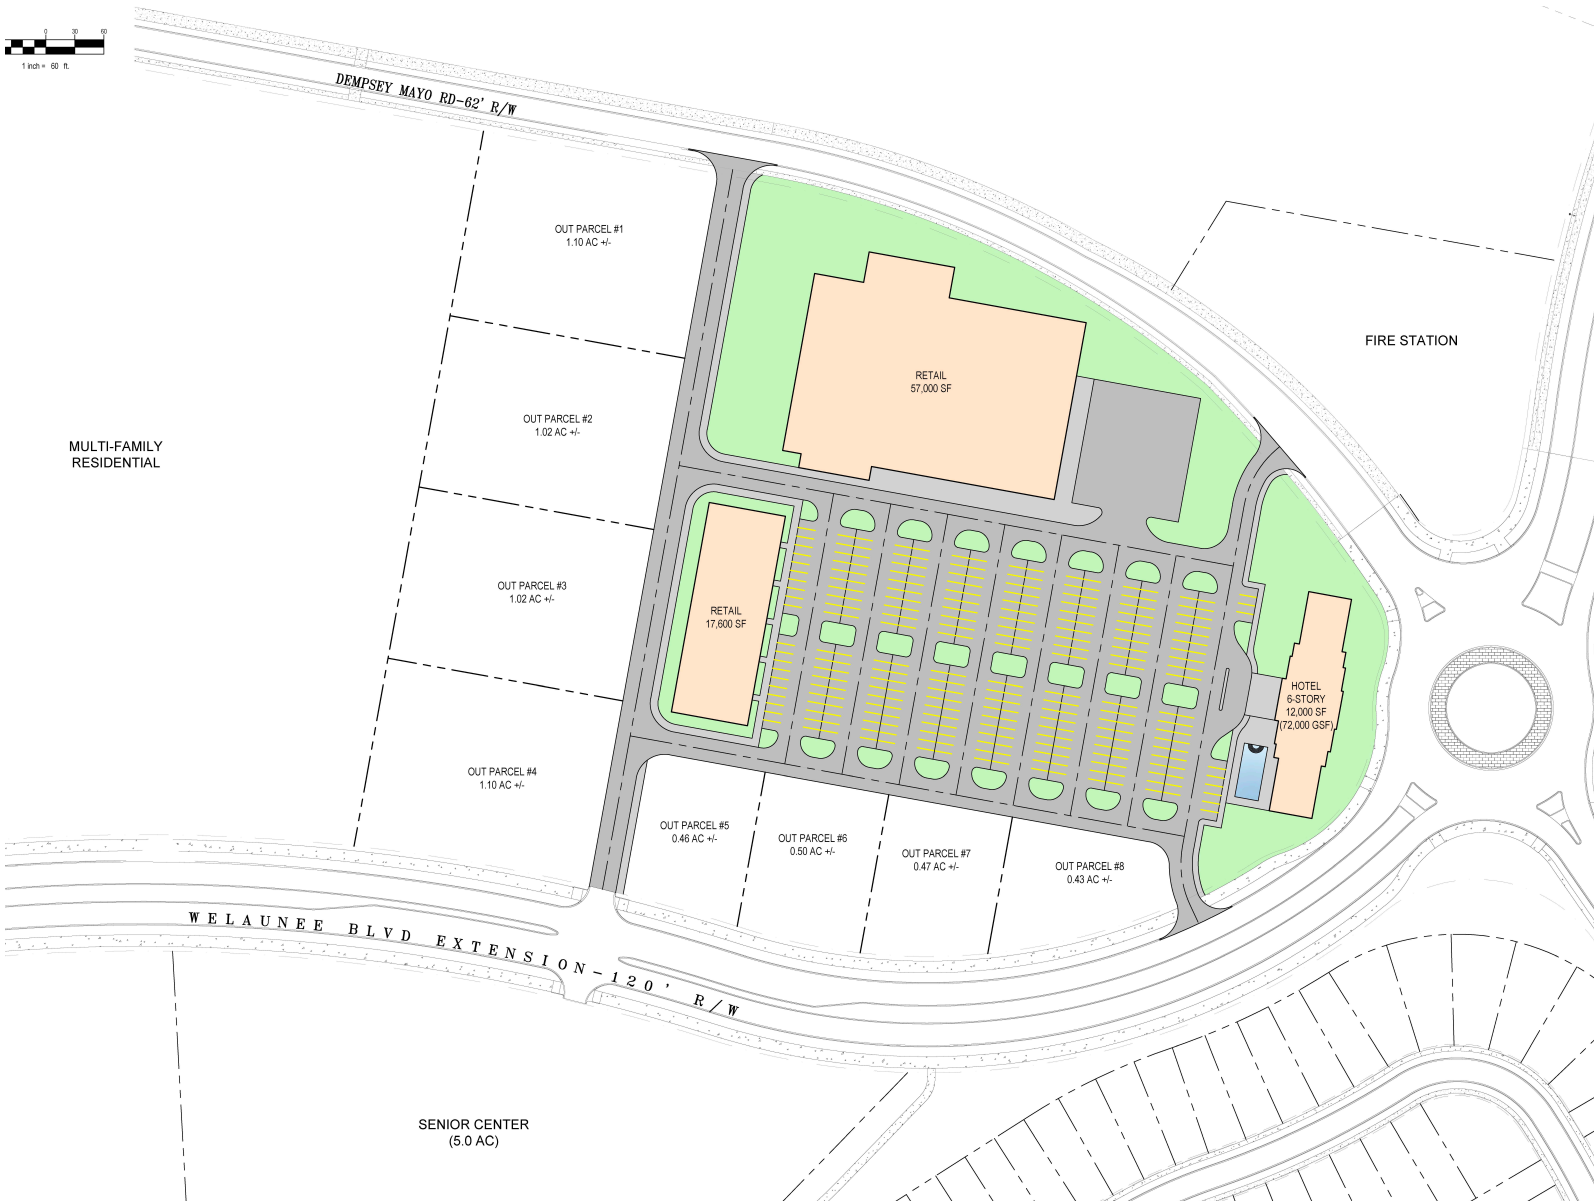 0 30 60
1 inch = 60 ft.
DEMPSEY MAYO RD-62' R/W
OUT PARCEL #1
1.10 AC +/-
FIRE STATION
RETAIL
57,000 SF
OUT PARCEL #2
1.02 AC +/-
MULTI-FAMILY
RESIDENTIAL
OUT PARCEL #3
1.02 AC +/-
RETAIL
17,600 SF
HOTEL
6-STORY
12,000 SF
(72,000 GSF)
OUT PARCEL #4
1.10 AC +/-
OUT PARCEL #5
0.46 AC +/-
OUT PARCEL #6
0.50 AC +/-
OUT PARCEL #7
0.47 AC +/-
OUT PARCEL #8
0.43 AC +/-
WELAUNEE BLVD EXTENSION-120' R/W
SENIOR CENTER
(5.0 AC)